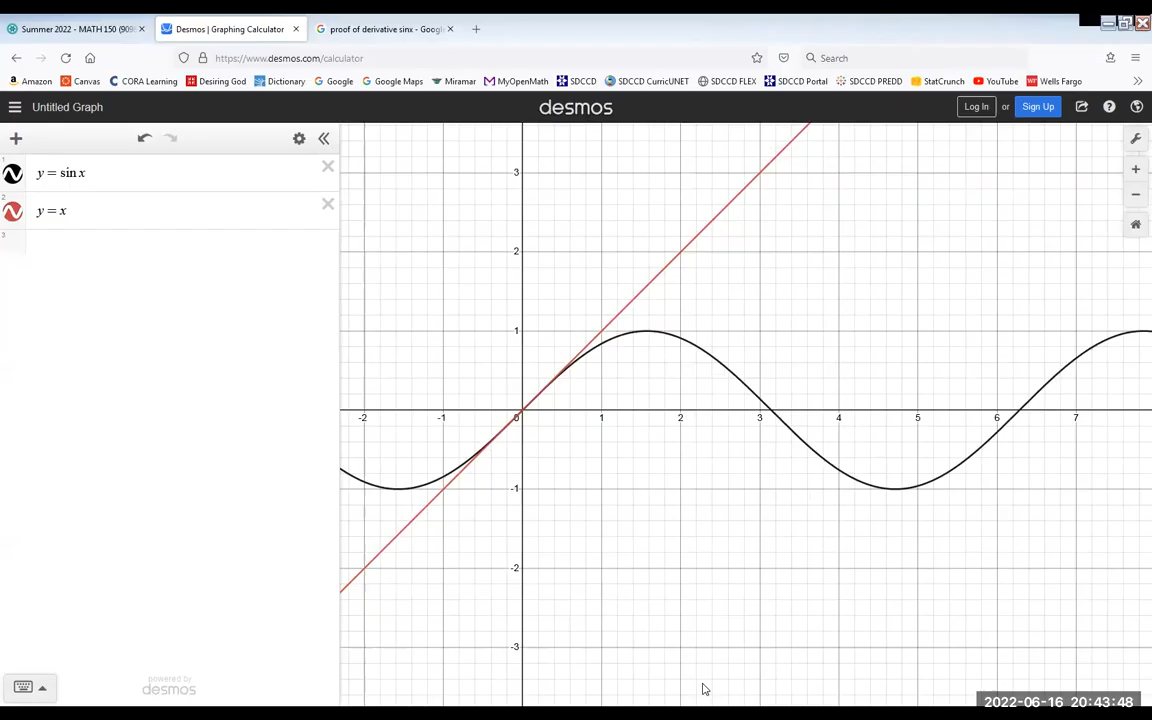 Summer 2022 - MATH 150 (909
Desmos | Graphing Calculator
proof of derivative sinx - Googl
https://www.desmos.com/calculator
Search
Amazon Canvas CORA Learning Desiring God Dictionary Google Google Maps Miramar MyOpenMath SDCCD SDCCD CurricUNET SDCCD FLEX SDCCD Portal SDCCD PREDD StatCrunch YouTube Wells Fargo
Untitled Graph
desmos
Log In or Sign Up
1
y = sin x
2
y = x
3
3
2
1
-2 -1 0 1 2 3 4 5 6 7
-1
-2
-3
powered by
desmos
2022-06-16 20:43:48